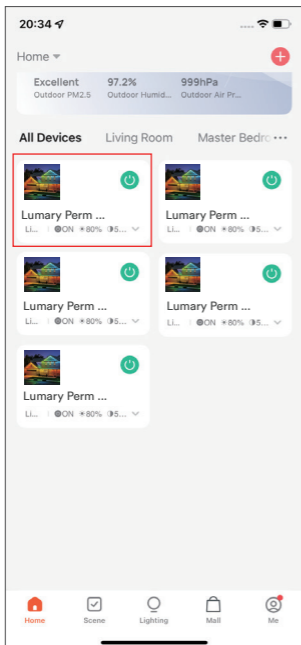 20:34
Home
Excellent 97.2% 999hPa
Outdoor PM2.5 Outdoor Humid... Outdoor Air Pr...
All Devices Living Room Master Bedro ...
Lumary Perm ... Lumary Perm ...
Li... | ON 80% 5... Li... | ON 80% 5...
Lumary Perm ... Lumary Perm ...
Li... | ON 80% 5... Li... | ON 80% 5...
Lumary Perm ...
Li... | ON 80% 5...
Home Scene Lighting Mall Me